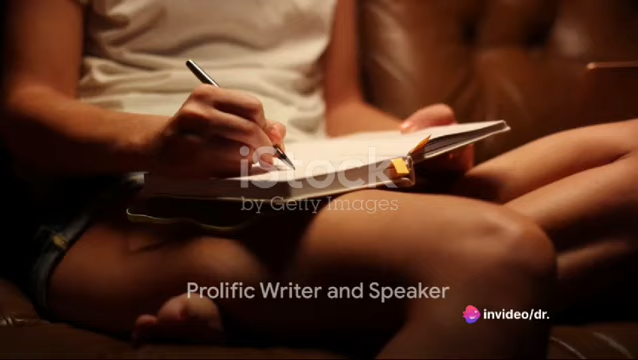 iStock
by Getty Images
Prolific Writer and Speaker
invideo/dr.